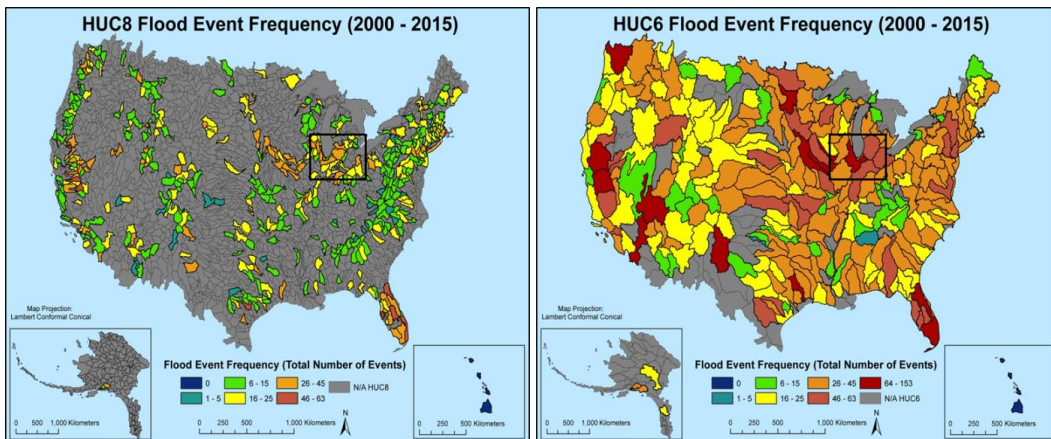 HUC8 Flood Event Frequency (2000 - 2015)
Map Projection:
Lambert Conformal Conical
Flood Event Frequency (Total Number of Events)
0
6 - 15
26 - 45
N/A HUC8
1 - 5
16 - 25
46 - 63
0 500 1,000 Kilometers
0 500 1,000 Kilometers
N
0 250 500 Kilometers
HUC6 Flood Event Frequency (2000 - 2015)
Map Projection:
Lambert Conformal Conical
Flood Event Frequency (Total Number of Events)
0
6 - 15
26 - 45
64 - 153
1 - 5
16 - 25
46 - 63
N/A HUC6
0 500 1,000 Kilometers
0 500 1,000 Kilometers
N
0 250 500 Kilometers